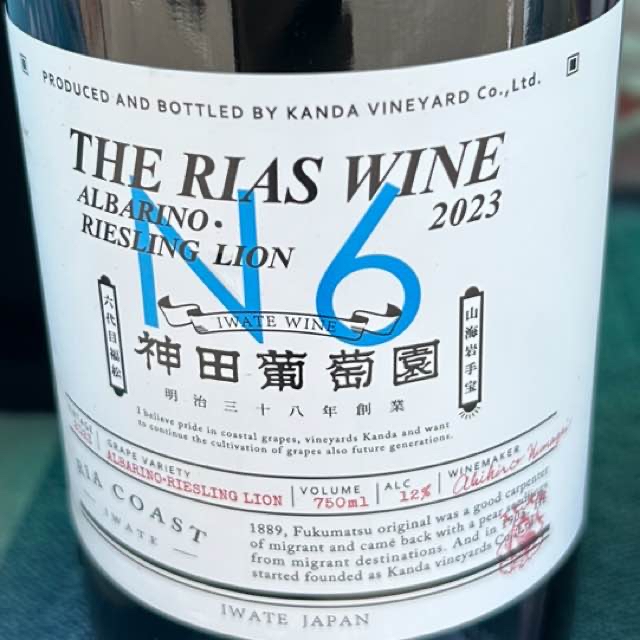 PRODUCED AND BOTTLED BY KANDA VINEYARD Co.,Ltd.
THE RIAS WINE
ALBARINO・
2023
RIESLING LION
N6
IWATE WINE
六代目福松
山海岩手宝
神田葡萄園
明治三十八年創業
I believe pride in coastal grapes, vineyards Kanda and want
to continue the cultivation of grapes also future generations.
2023
GRAPE VARIETY
ALBARINO・RIESLING LION
VOLUME
750ml
ALC
12%
WINEMAKER
RIA COAST
IWATE
1889, Fukumatsu original was a good carpenter
of migrant and came back with a pear
from migrant destinations. And in
started founded as Kanda vineyards
IWATE JAPAN